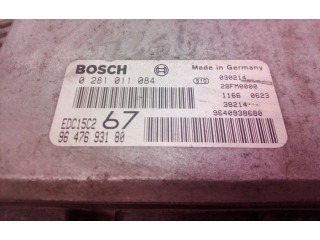 BOSCH
Made in Germany
0 281 011 084
010
030214
28FM0000
1166 0623
38214
9640938680
EDC15C2
67
96 476 931 80